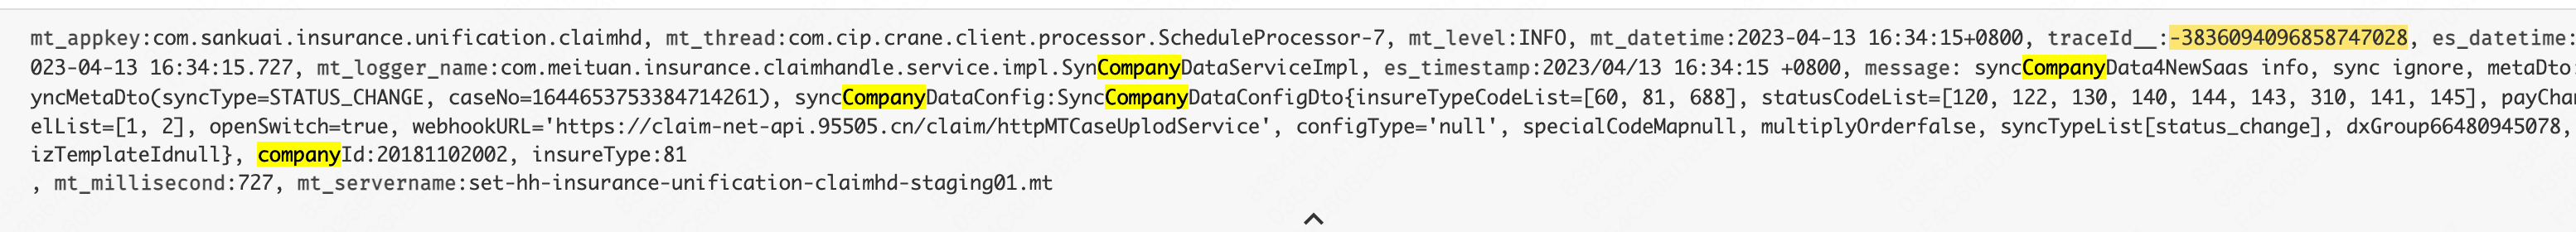 mt_appkey:com.sankuai.insurance.unification.claimhd, mt_thread:com.cip.crane.client.processor.ScheduleProcessor-7, mt_level:INFO, mt_datetime:2023-04-13 16:34:15+0800, traceId__:-3836094096858747028, es_datetime:
023-04-13 16:34:15.727, mt_logger_name:com.meituan.insurance.claimhandle.service.impl.SynCompanyDataServiceImpl, es_timestamp:2023/04/13 16:34:15 +0800, message: syncCompanyData4NewSaas info, sync ignore, metaDto:
yncMetaDto(syncType=STATUS_CHANGE, caseNo=1644653753384714261), syncCompanyDataConfig:SyncCompanyDataConfigDto{insureTypeCodeList=[60, 81, 688], statusCodeList=[120, 122, 130, 140, 144, 143, 310, 141, 145], payChan
elList=[1, 2], openSwitch=true, webhookURL='https://claim-net-api.95505.cn/claim/httpMTCaseUplodService', configType='null', specialCodeMapnull, multiplyOrderfalse, syncTypeList[status_change], dxGroup66480945078,
izTemplateIdnull}, companyId:20181102002, insureType:81
, mt_millisecond:727, mt_servername:set-hh-insurance-unification-claimhd-staging01.mt